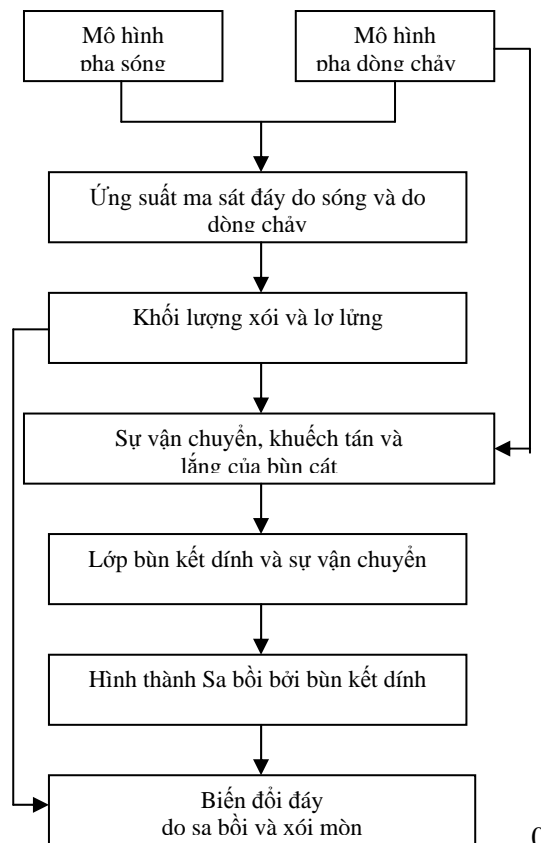 Mô hình
pha sóng
Mô hình
pha dòng chảy
Ứng suất ma sát đáy do sóng và do
dòng chảy
Khối lượng xói và lơ lửng
Sự vận chuyển, khuếch tán và
lắng của bùn cát
Lớp bùn kết dính và sự vận chuyển
Hình thành Sa bồi bởi bùn kết dính
Biến đổi đáy
do sa bồi và xói mòn